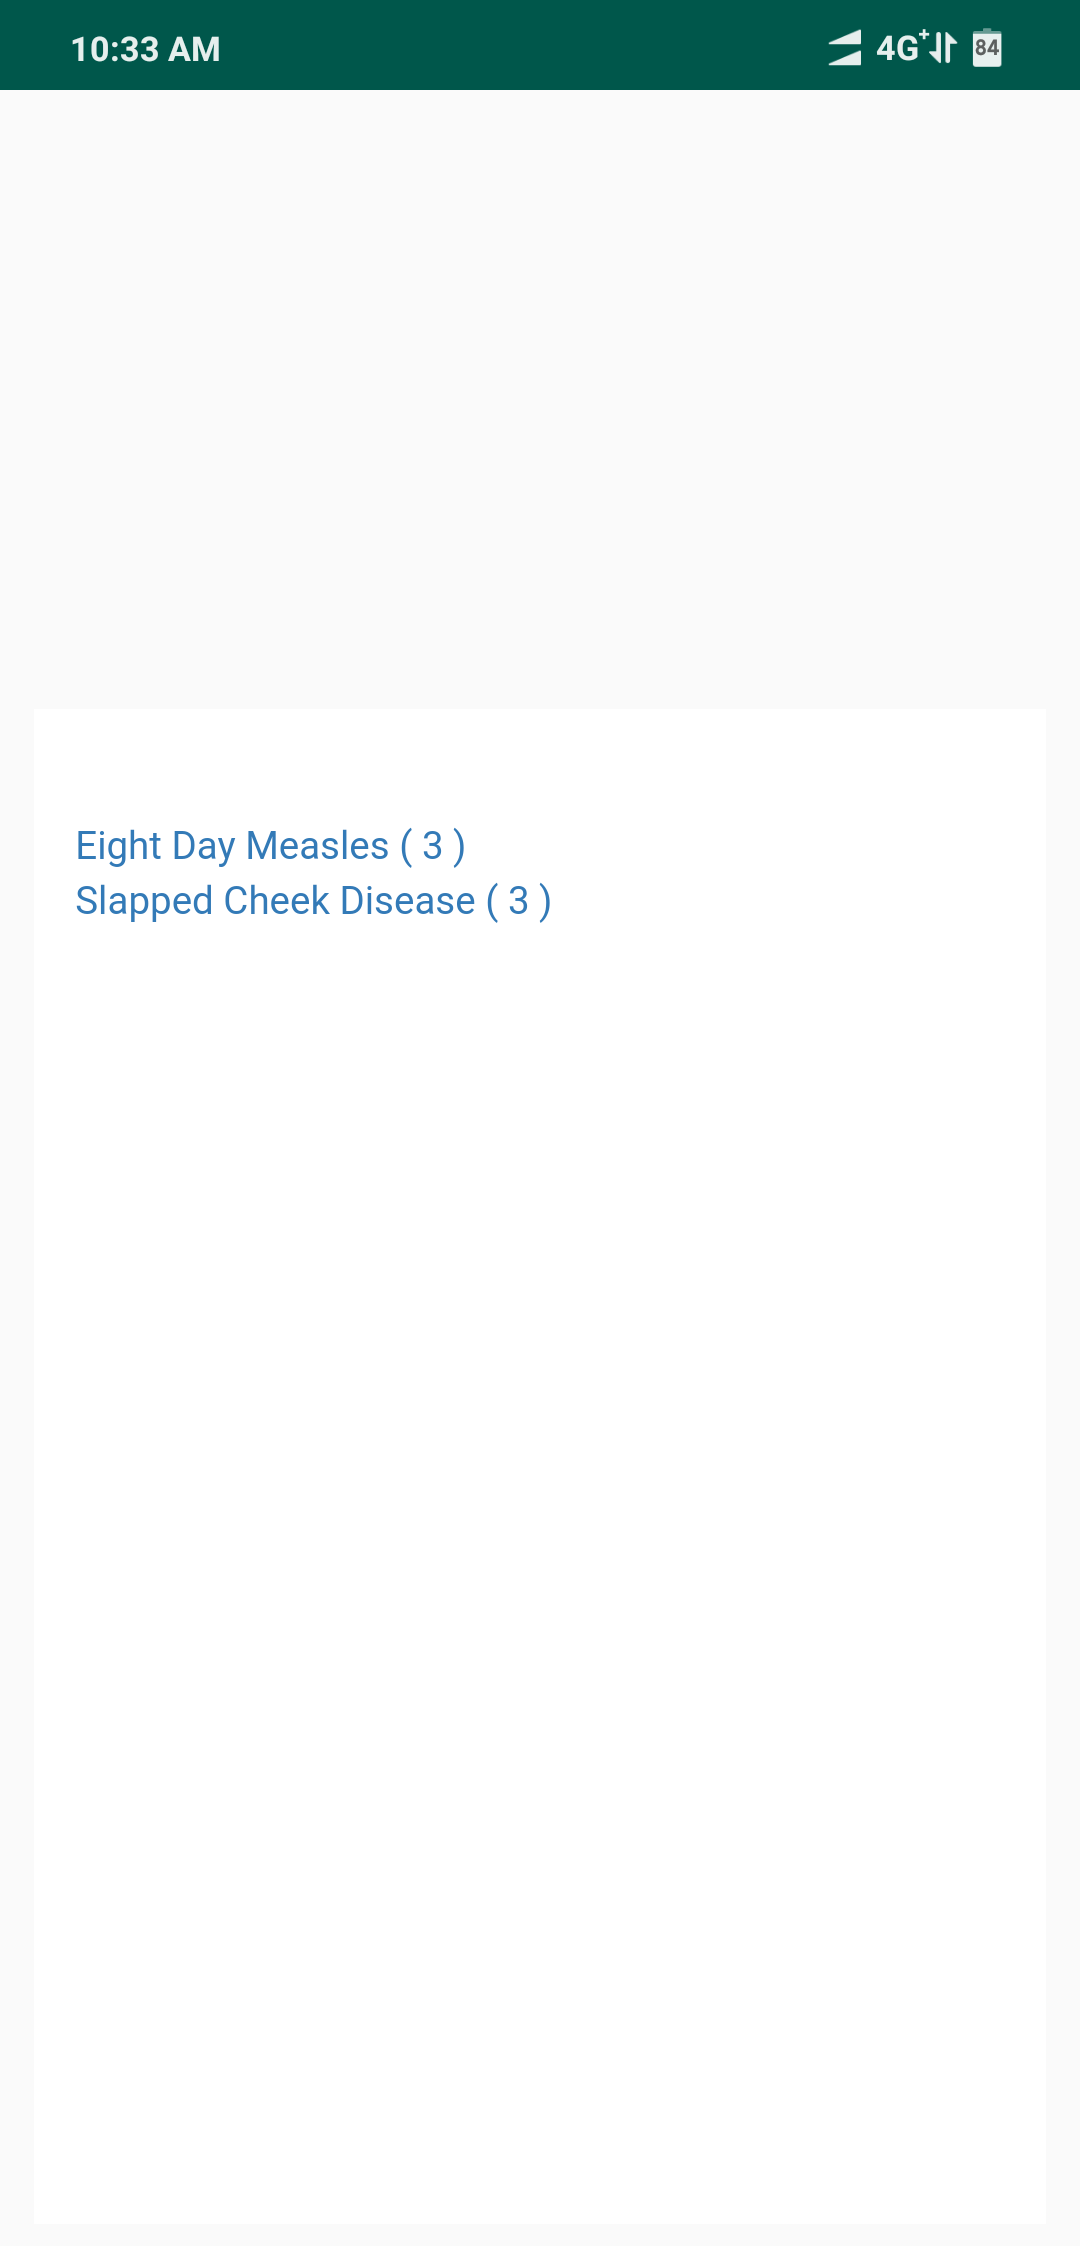 10:33 AM 4G+ 84
Eight Day Measles ( 3 )
Slapped Cheek Disease ( 3 )